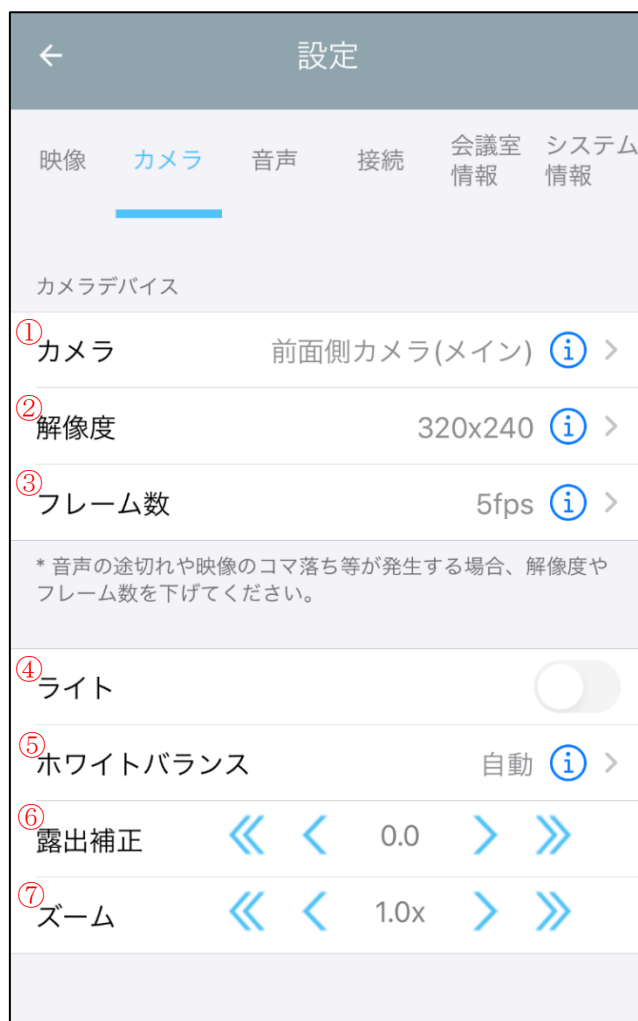 設定
映像 カメラ 音声 接続 会議室 システム
情報 情報
カメラデバイス
①カメラ 前面側カメラ(メイン)
②解像度 320x240
③フレーム数 5fps
* 音声の途切れや映像のコマ落ち等が発生する場合、解像度や
フレーム数を下げてください。
④ライト
⑤ホワイトバランス 自動
⑥露出補正 0.0
⑦ズーム 1.0x